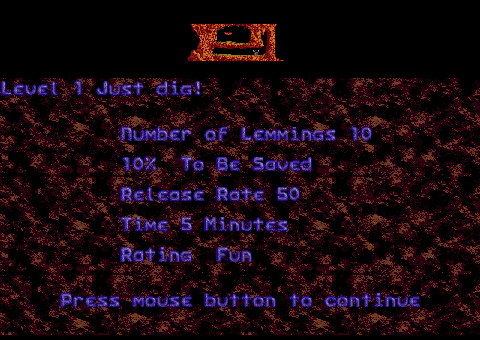 Level 1 Just dig!
Number of Lemmings 10
10% To Be Saved
Release Rate 50
Time 5 Minutes
Rating Fun
Press mouse button to continue